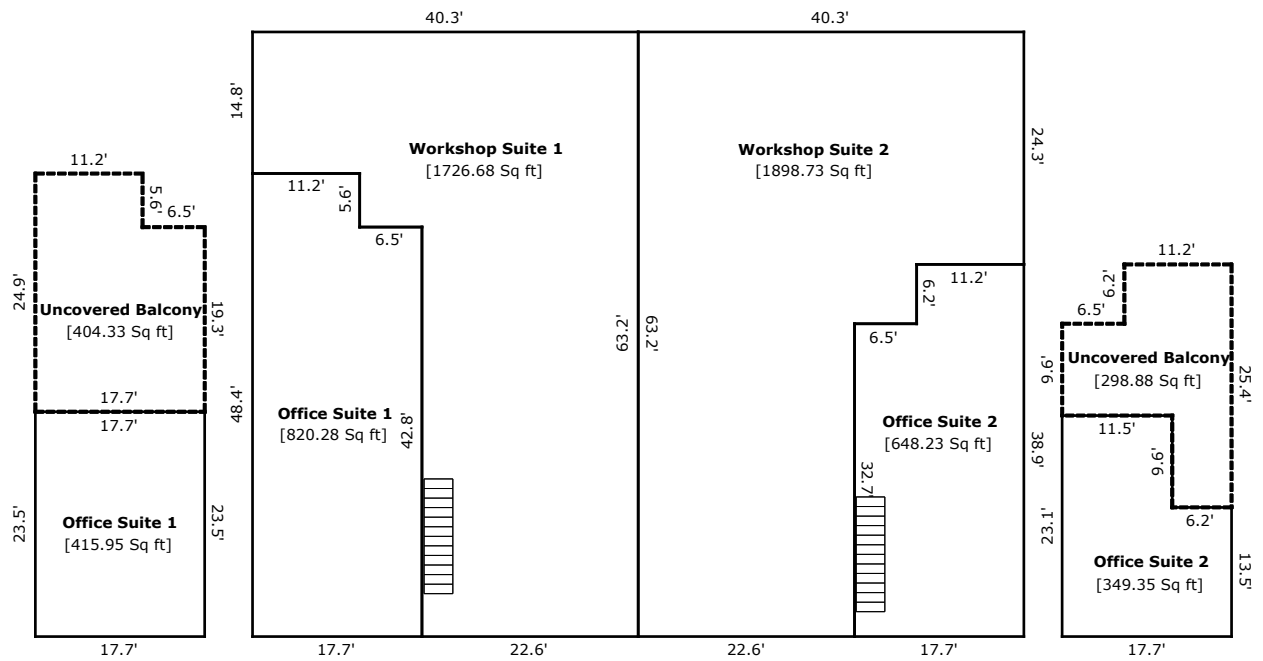 40.3'
40.3'
14.8'
Workshop Suite 1
[1726.68 Sq ft]
Workshop Suite 2
[1898.73 Sq ft]
24.3'
11.2'
5.6'
6.5'
11.2'
5.6'
6.5'
24.9'
Uncovered Balcony
[404.33 Sq ft]
19.3'
17.7'
17.7'
48.4'
Office Suite 1
[820.28 Sq ft]
42.8'
63.2'
63.2'
11.2'
6.2'
6.5'
Office Suite 2
[648.23 Sq ft]
32.7'
38.9'
11.2'
6.2'
6.5'
9.9'
Uncovered Balcony
[298.88 Sq ft]
25.4'
11.5'
9.9'
6.2'
23.5'
Office Suite 1
[415.95 Sq ft]
23.5'
23.1'
Office Suite 2
[349.35 Sq ft]
13.5'
17.7'
17.7'
22.6'
22.6'
17.7'
17.7'